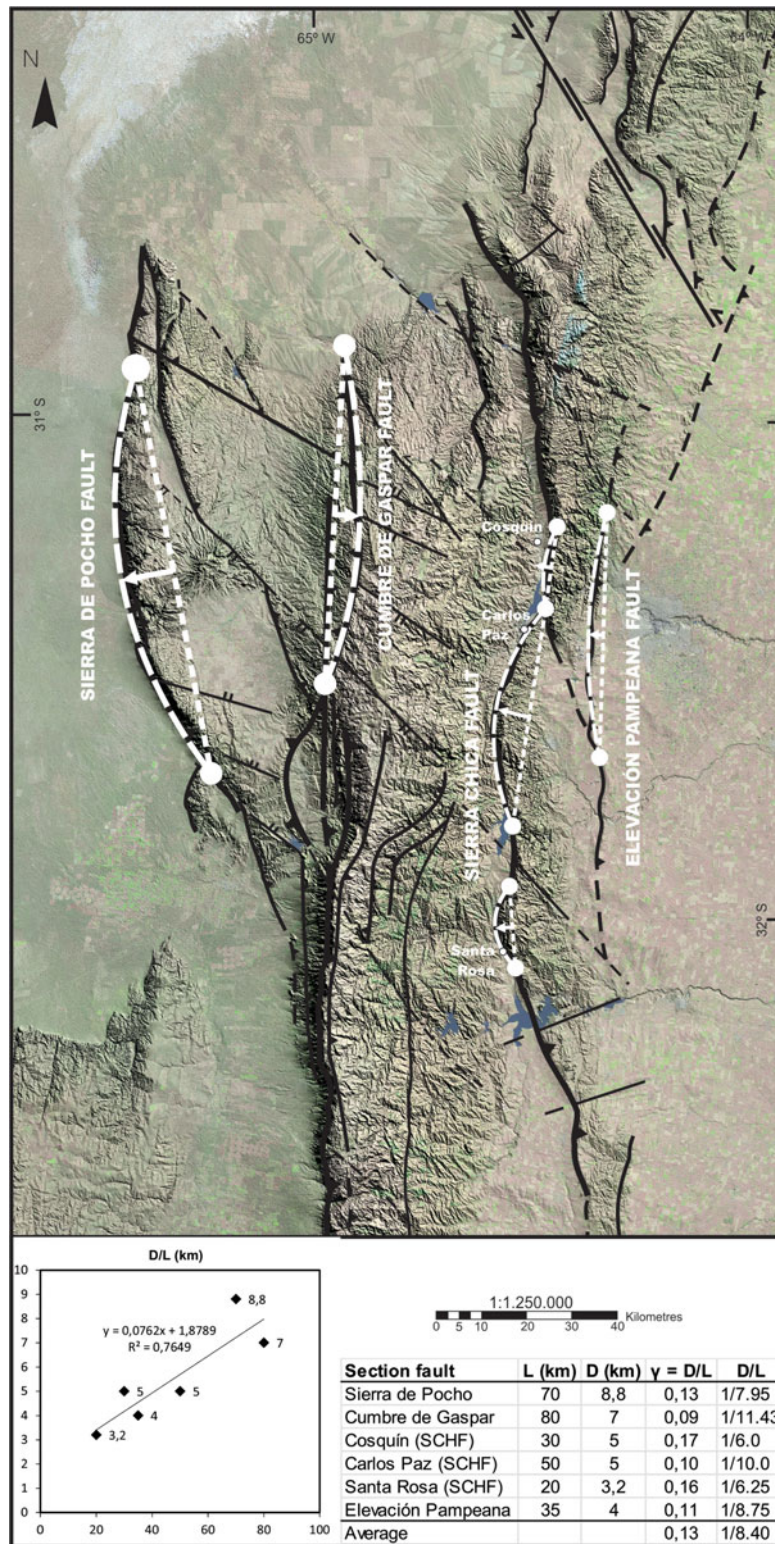 65º W
64º W
N
31º S
SIERRA DE POCHO FAULT
CUMBRE DE GASPAR FAULT
Cosquín
Carlos
Paz
SIERRA CHICA FAULT
ELEVACIÓN PAMPEANA FAULT
32º S
Santa
Rosa
D/L (km)
10
9
8
7
6
5
4
3
2
1
0
y = 0,0762x + 1,8789
R² = 0,7649
8,8
7
5
5
4
3,2
0
20
40
60
80
100
1:1.250.000
0 5 10 20 30 40 Kilometres
Section fault L (km) D (km) γ = D/L D/L
Sierra de Pocho 70 8,8 0,13 1/7.95
Cumbre de Gaspar 80 7 0,09 1/11.43
Cosquín (SCHF) 30 5 0,17 1/6.0
Carlos Paz (SCHF) 50 5 0,10 1/10.0
Santa Rosa (SCHF) 20 3,2 0,16 1/6.25
Elevación Pampeana 35 4 0,11 1/8.75
Average 0,13 1/8.40